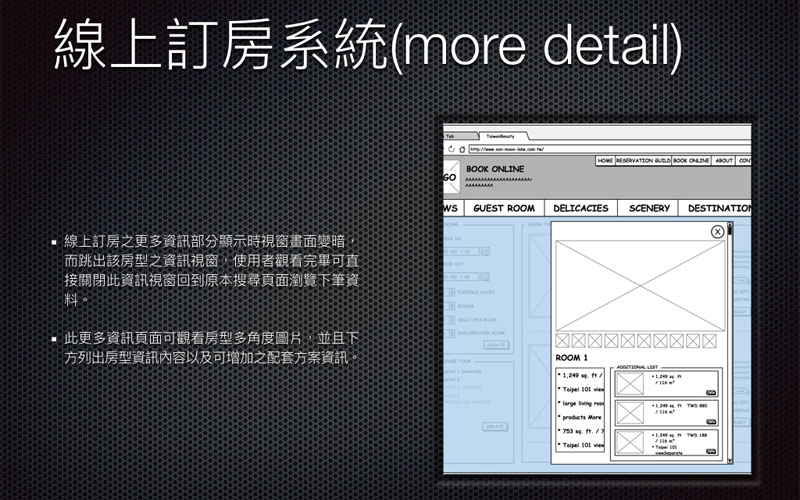 線上訂房系統(more detail)
線上訂房之更多資訊部分顯示時視窗畫面變暗，
而跳出該房型之資訊視窗，使用者觀看完畢可直
接關閉此資訊視窗回到原本搜尋頁面瀏覽下筆資
料。
此更多資訊頁面可觀看房型多角度圖片，並且下
方列出房型資訊內容以及可增加之配套方案資訊。
Tab
TaiwanBeauty
http://www.sun-moon-lake.com.tw/
HOME RESERVATION GUILD BOOK ONLINE ABOUT CON
GO
BOOK ONLINE
WS GUEST ROOM DELICACIES SCENERY DESTINATION
FLEXIBLE DATES
ROOMS
UPDATE
UPDATE
X
ROOM 1
* 1,249 sq. ft /
* Taipei 101 view
* large living roo
* products More
* 753 sq. ft. / 7
* Taipei 101 vie
ADDITIONAL LIST
• 1,249 sq. ft
/ 116 m²
• 1,249 sq. ft TWD 880
/ 116 m²
• 1,249 sq. ft TWD 188
/ 116 m²
• Taipei 101
viewSeparate